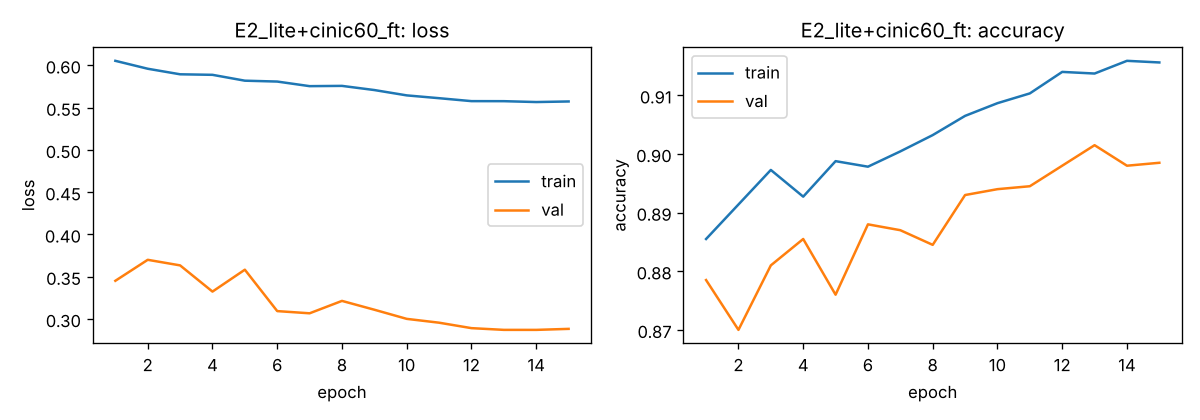 E2_lite+cinic60_ft: loss
0.60
0.55
0.50
0.45
0.40
0.35
0.30
loss
train
val
2 4 6 8 10 12 14
epoch
E2_lite+cinic60_ft: accuracy
train
val
0.91
0.90
0.89
0.88
0.87
accuracy
2 4 6 8 10 12 14
epoch